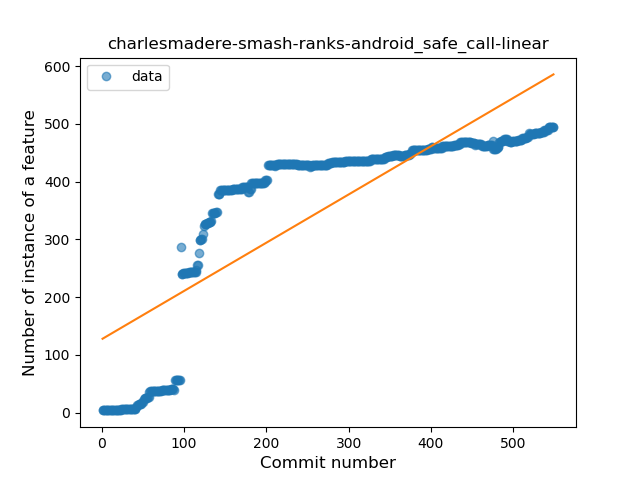 charlesmadere-smash-ranks-android_safe_call-linear
data
Number of instance of a feature
600
500
400
300
200
100
0
0 100 200 300 400 500
Commit number